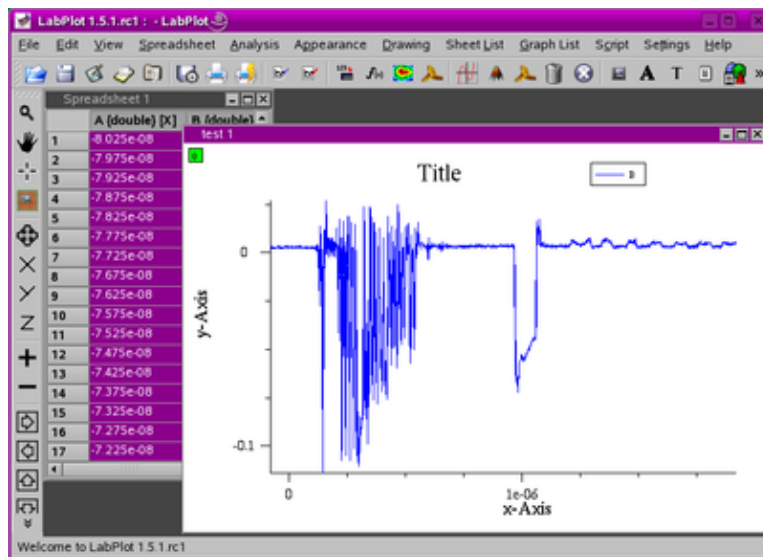 LabPlot 1.5.1.rc1 : - LabPlot
File Edit View Spreadsheet Analysis Appearance Drawing Sheet List Graph List Script Settings Help
Spreadsheet 1
A {double} [X] B {double}
test 1
1 -8.025e-08
2 -7.975e-08
3 -7.925e-08
4 -7.875e-08
5 -7.825e-08
6 -7.775e-08
7 -7.725e-08
8 -7.675e-08
9 -7.625e-08
10 -7.575e-08
11 -7.525e-08
12 -7.475e-08
13 -7.425e-08
14 -7.375e-08
15 -7.325e-08
16 -7.275e-08
17 -7.225e-08
Title
y-Axis
0
-0.1
0
1e-06
x-Axis
Welcome to LabPlot 1.5.1.rc1